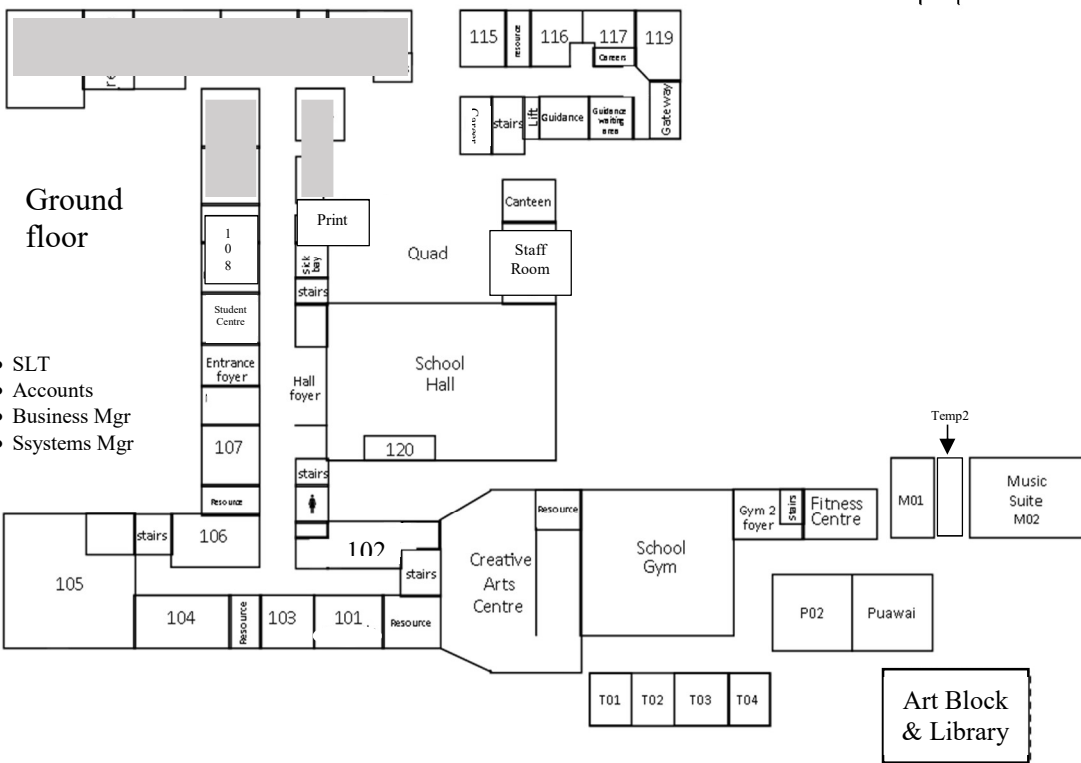 115
resource
116
117
119
Careers
re
Career
stairs
Lift
Guidance
Guidance
waiting
area
Gateway
Ground
floor
Print
Canteen
1
0
8
Sick
bay
Quad
Staff
Room
stairs
Student
Centre
• SLT
• Accounts
• Business Mgr
• Ssystems Mgr
Entrance
foyer
Hall
foyer
School
Hall
107
120
stairs
Resource
Temp2
M01
Music
Suite
M02
105
stairs
106
102
stairs
Creative
Arts
Centre
Resource
School
Gym
Gym 2
foyer
stairs
Fitness
Centre
104
Resource
103
101
Resource
P02
Puawai
T01
T02
T03
T04
Art Block
& Library